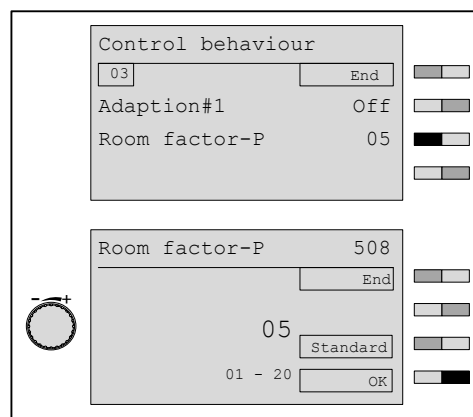 Control behaviour
03 End
Adaption#1 Off
Room factor-P 05
Room factor-P 508
End
- +
05
Standard
01 - 20 OK